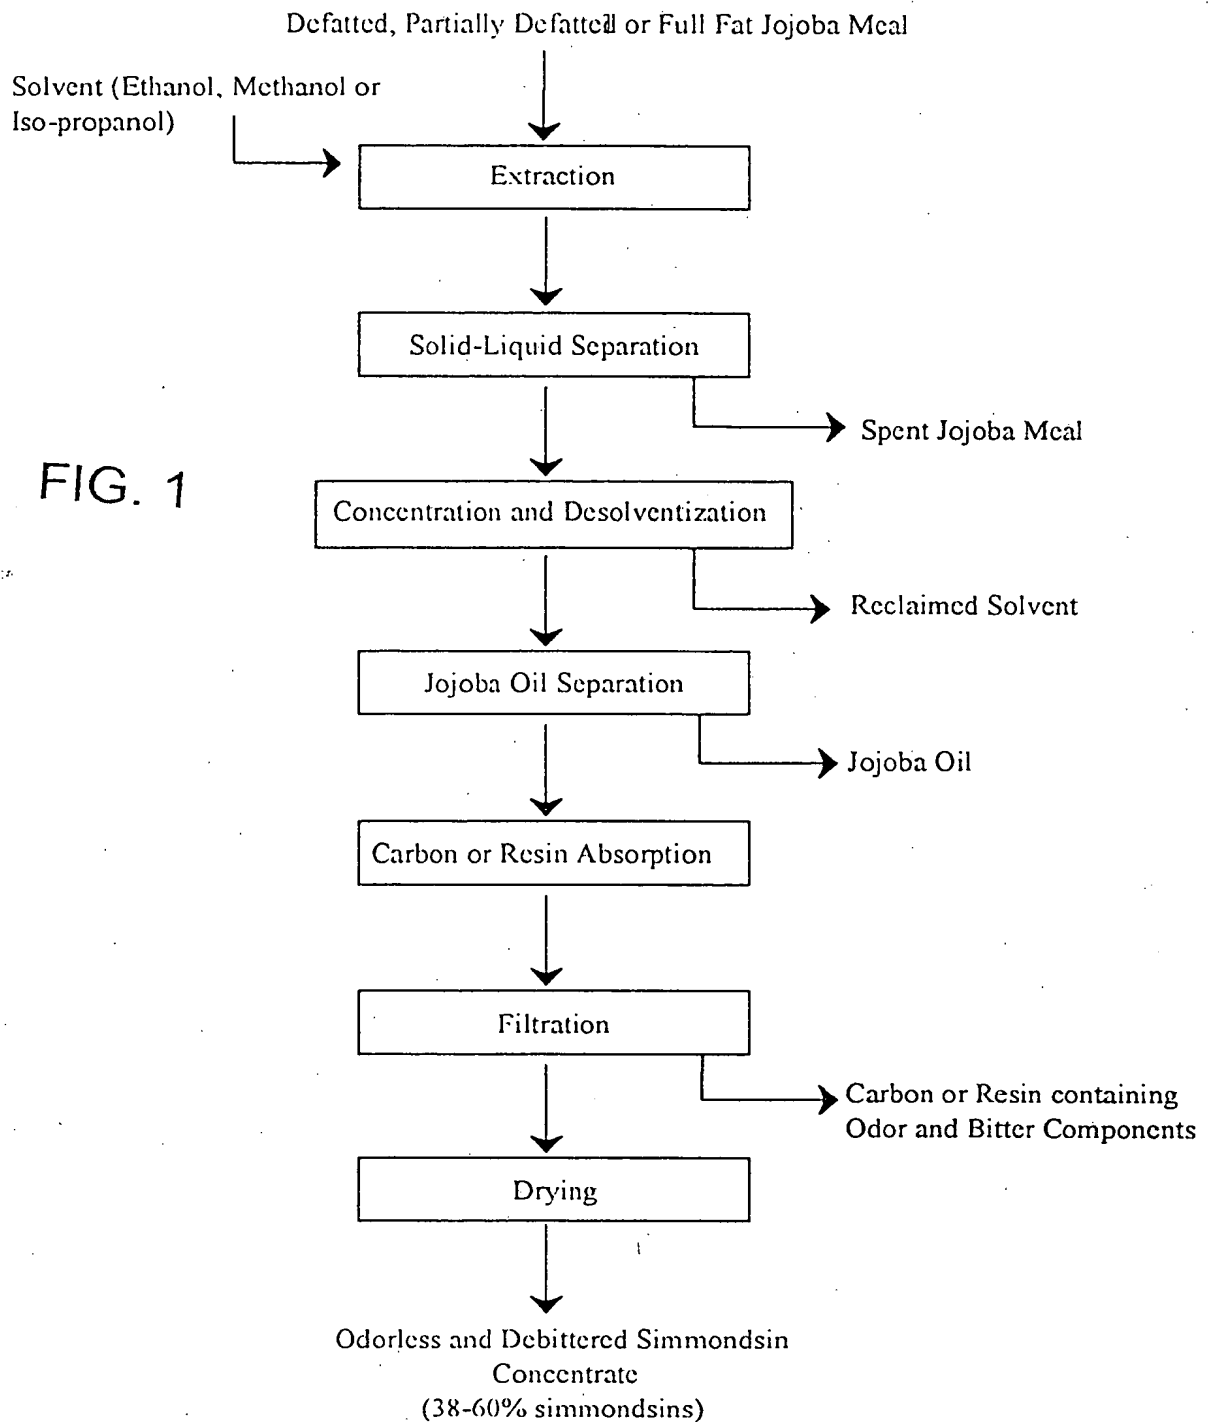 Defatted, Partially Defatted or Full Fat Jojoba Meal
Solvent (Ethanol, Methanol or
Iso-propanol)
Extraction
Solid-Liquid Separation
Spent Jojoba Meal
FIG. 1
Concentration and Desolventization
Reclaimed Solvent
Jojoba Oil Separation
Jojoba Oil
Carbon or Resin Absorption
Filtration
Carbon or Resin containing
Odor and Bitter Components
Drying
Odorless and Debittered Simmondsin
Concentrate
(38-60% simmondsins)